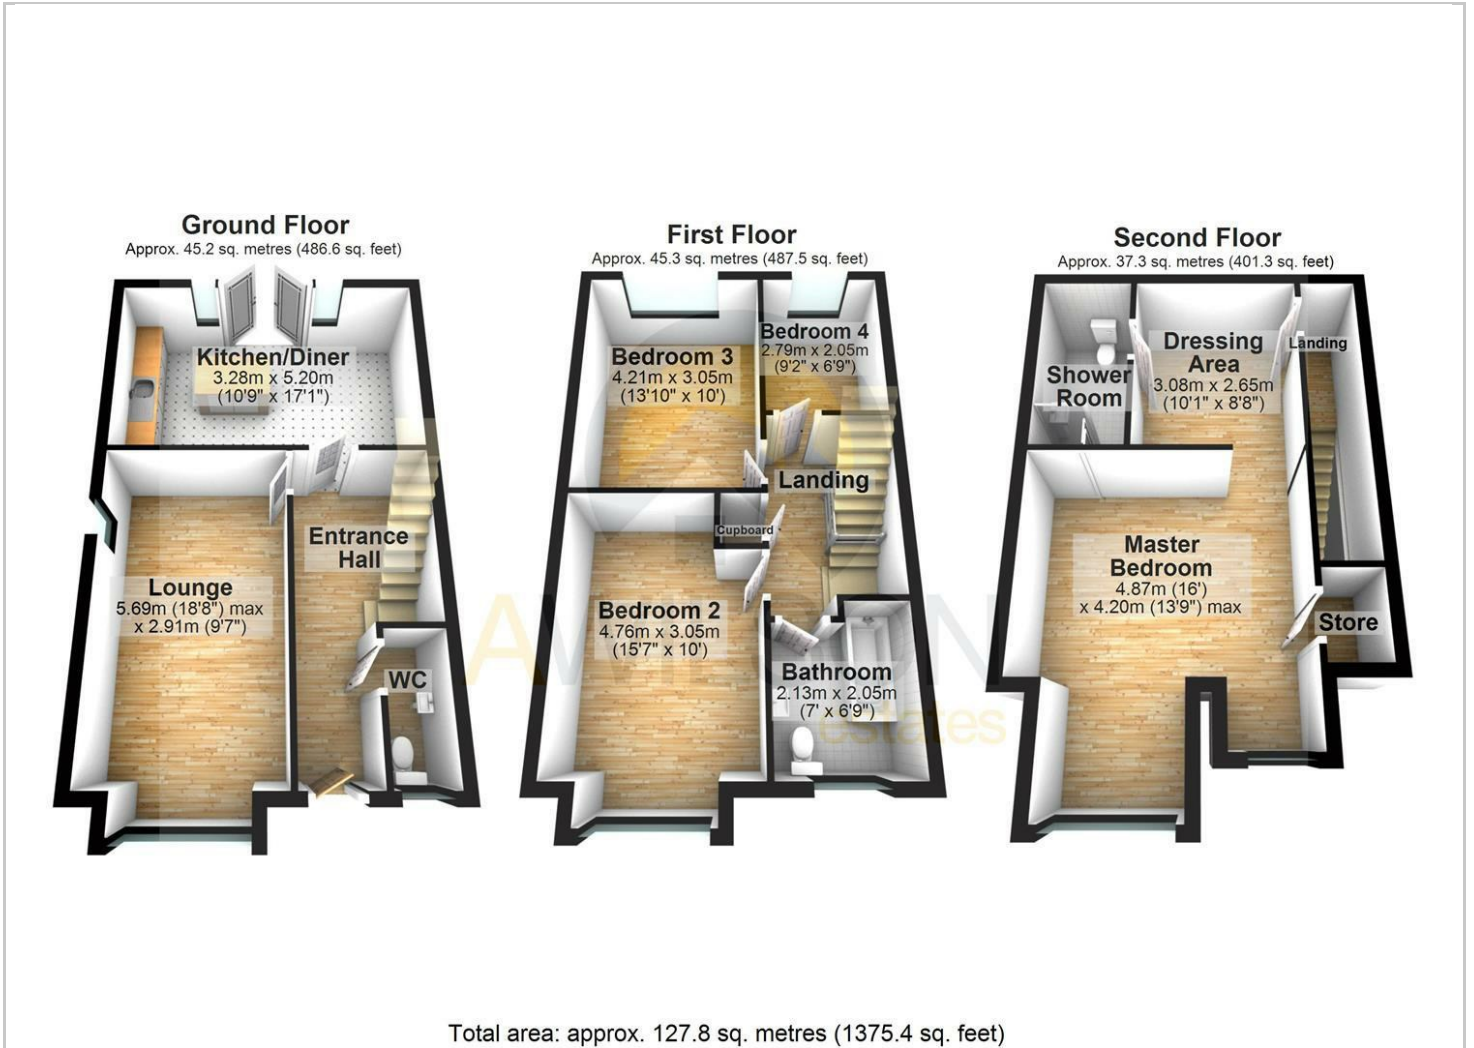 Ground Floor
Approx. 45.2 sq. metres (486.6 sq. feet)
Kitchen/Diner
3.28m x 5.20m
(10'9" x 17'1")
Entrance
Hall
Lounge
5.69m (18'8") max
x 2.91m (9'7")
WC
First Floor
Approx. 45.3 sq. metres (487.5 sq. feet)
Bedroom 4
2.79m x 2.05m
(9'2" x 6'9")
Bedroom 3
4.21m x 3.05m
(13'10" x 10')
Landing
Cupboard
Bedroom 2
4.76m x 3.05m
(15'7" x 10')
Bathroom
2.13m x 2.05m
(7' x 6'9")
Second Floor
Approx. 37.3 sq. metres (401.3 sq. feet)
Dressing
Area
3.08m x 2.65m
(10'1" x 8'8")
Landing
Shower
Room
Master
Bedroom
4.87m (16')
x 4.20m (13'9") max
Store
estates
Total area: approx. 127.8 sq. metres (1375.4 sq. feet)